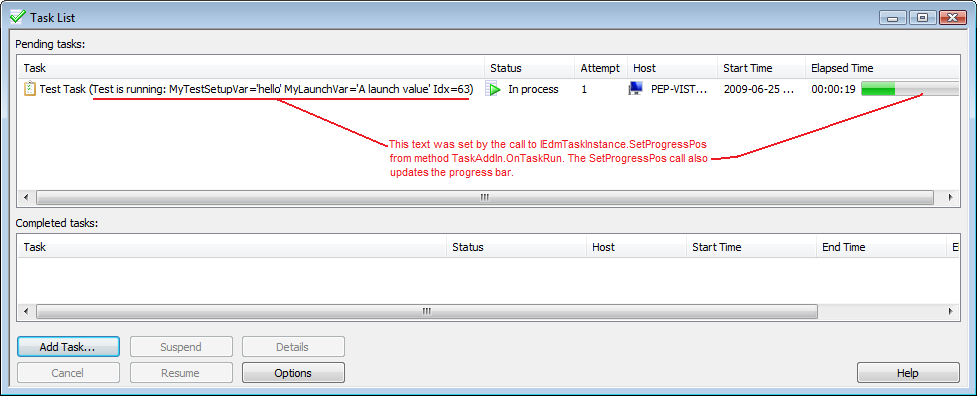 Task List
Pending tasks:
Task Status Attempt Host Start Time Elapsed Time
Test Task (Test is running: MyTestSetupVar='hello' MyLaunchVar='A launch value' Idx=63) In process 1 PEP-VIST... 2009-06-25 ... 00:00:19
This text was set by the call to IEdmTaskInstance.SetProgressPos
from method TaskAddIn.OnTaskRun. The SetProgressPos call also
updates the progress bar.
Completed tasks:
Task Status Host Start Time End Time E
Add Task... Suspend Details
Cancel Resume Options Help